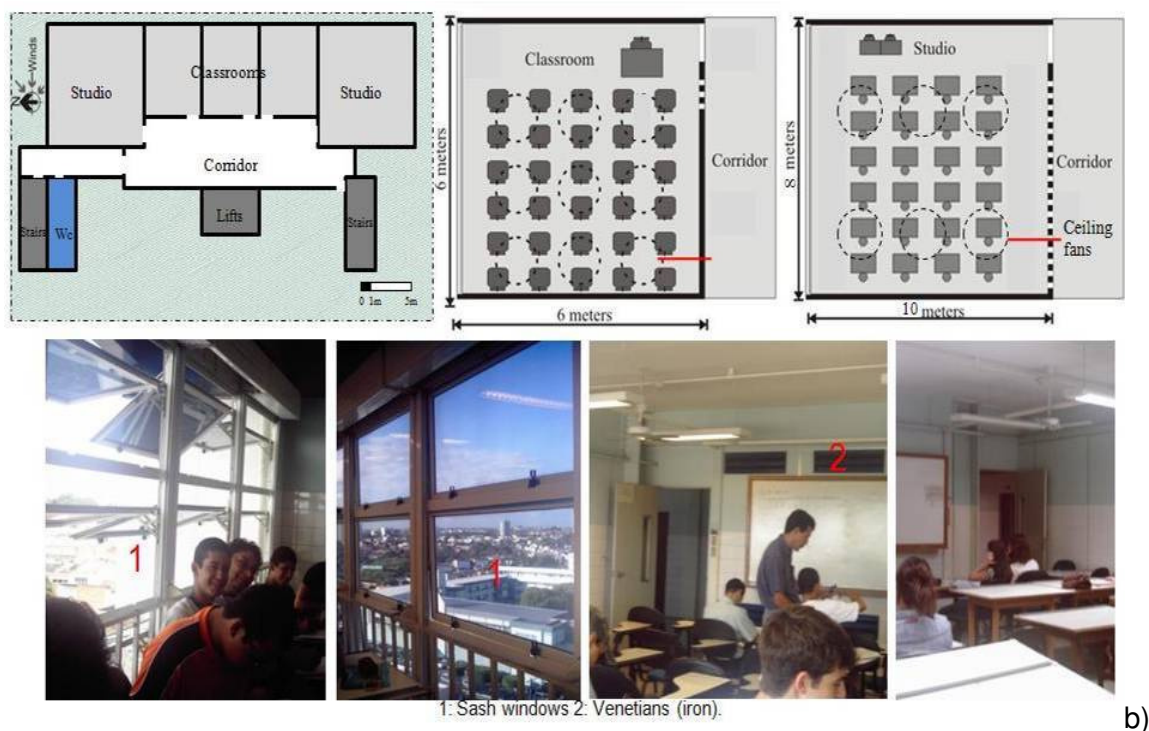 Winds
N
Studio
Classrooms
Studio
Corridor
Stairs
Wc
Lifts
Stairs
0 1m 5m
Classroom
6 meters
Corridor
6 meters
Studio
8 meters
Corridor
Ceiling
fans
10 meters
1
1
2
1: Sash windows 2: Venetians (iron).
b)